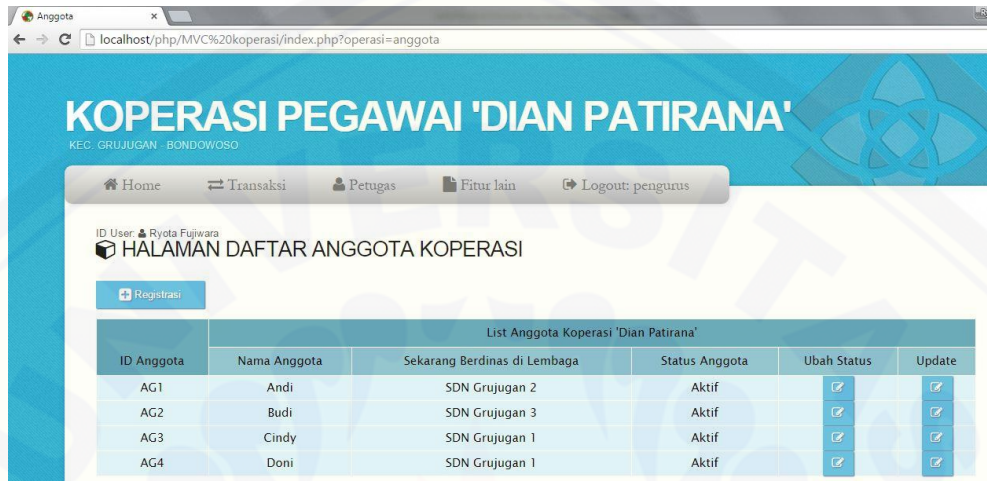 Anggota
localhost/php/MVC%20koperasi/index.php?operasi=anggota
KOPERASI PEGAWAI 'DIAN PATIRANA'
KEC. GRUJUGAN - BONDOWOSO
Home Transaksi Petugas Fitur lain Logout: pengurus
ID User: Ryota Fujiwara
HALAMAN DAFTAR ANGGOTA KOPERASI
Registrasi
List Anggota Koperasi 'Dian Patirana'
ID Anggota Nama Anggota Sekarang Berdinas di Lembaga Status Anggota Ubah Status Update
AG1 Andi SDN Grujugan 2 Aktif
AG2 Budi SDN Grujugan 3 Aktif
AG3 Cindy SDN Grujugan 1 Aktif
AG4 Doni SDN Grujugan 1 Aktif